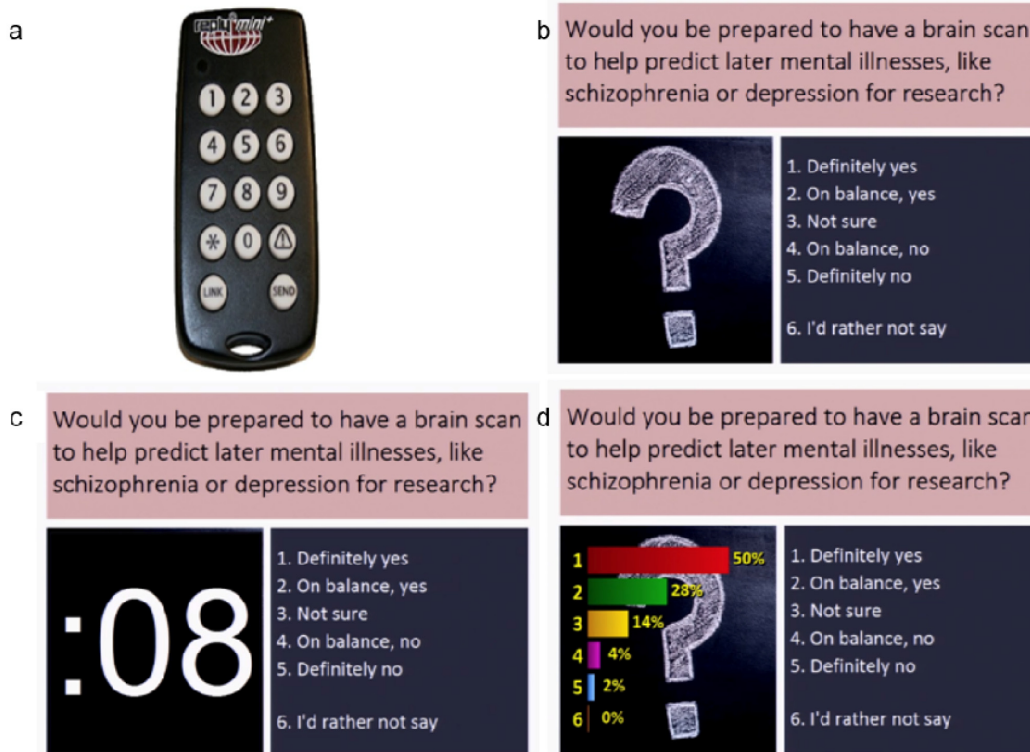 a
reply mini+
1 2 3
4 5 6
7 8 9
* 0
LINK SEND
b
Would you be prepared to have a brain scan
to help predict later mental illnesses, like
schizophrenia or depression for research?
1. Definitely yes
2. On balance, yes
3. Not sure
4. On balance, no
5. Definitely no
6. I'd rather not say
c
Would you be prepared to have a brain scan
to help predict later mental illnesses, like
schizophrenia or depression for research?
:08
1. Definitely yes
2. On balance, yes
3. Not sure
4. On balance, no
5. Definitely no
6. I'd rather not say
d
Would you be prepared to have a brain scan
to help predict later mental illnesses, like
schizophrenia or depression for research?
1 50%
2 28%
3 14%
4 4%
5 2%
6 0%
1. Definitely yes
2. On balance, yes
3. Not sure
4. On balance, no
5. Definitely no
6. I'd rather not say